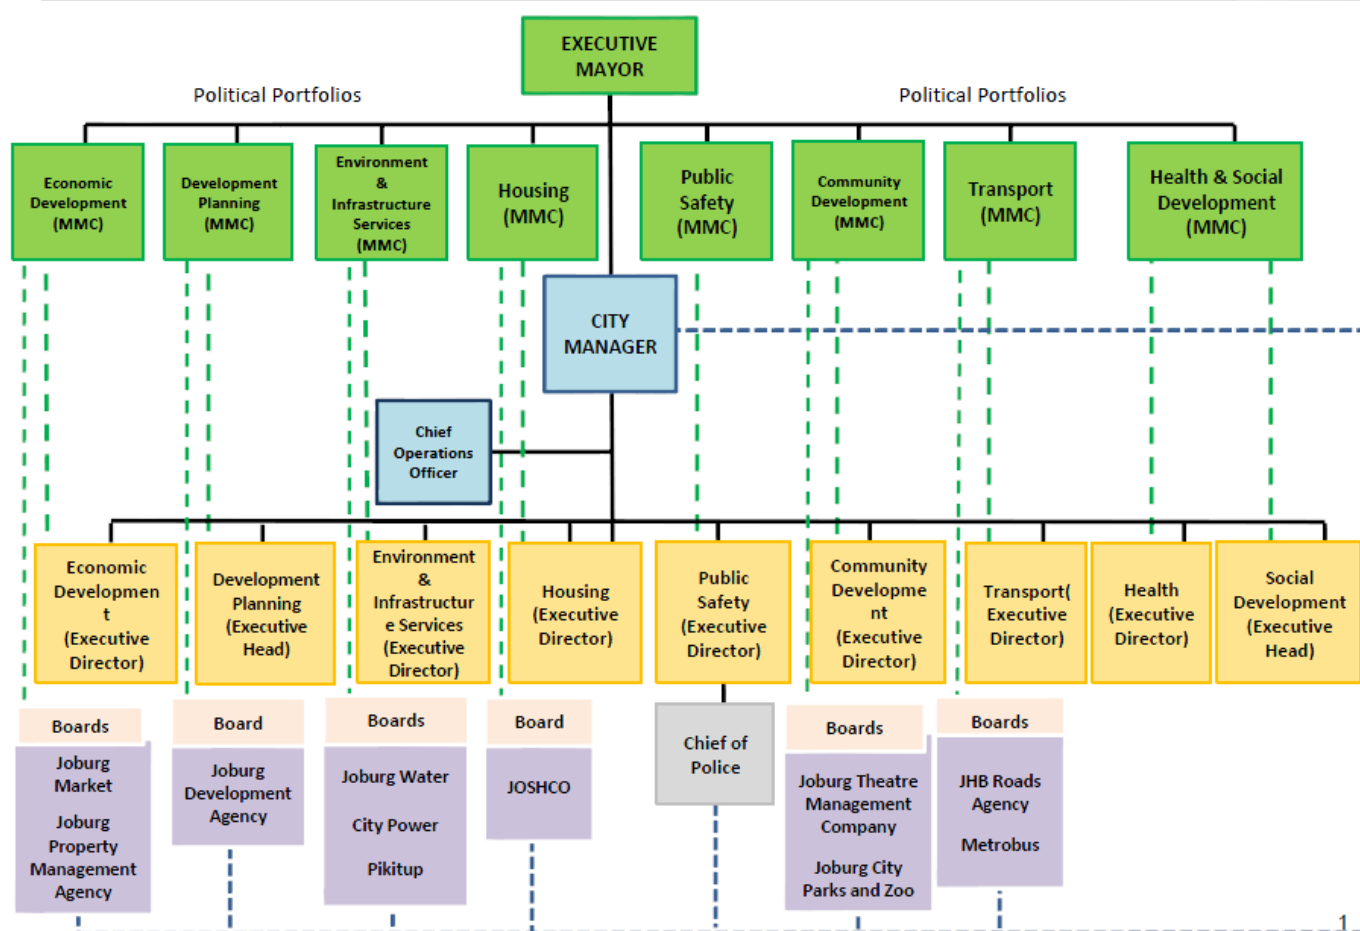 EXECUTIVE
MAYOR
Political Portfolios
Political Portfolios
Economic
Development
(MMC)
Development
Planning
(MMC)
Environment
&
Infrastructure
Services
(MMC)
Housing
(MMC)
Public
Safety
(MMC)
Community
Development
(MMC)
Transport
(MMC)
Health & Social
Development
(MMC)
CITY
MANAGER
Chief
Operations
Officer
Economic
Developmen
t
(Executive
Director)
Development
Planning
(Executive
Head)
Environment
&
Infrastructur
e Services
(Executive
Director)
Housing
(Executive
Director)
Public
Safety
(Executive
Director)
Community
Developme
nt
(Executive
Director)
Transport(
Executive
Director)
Health
(Executive
Director)
Social
Development
(Executive
Head)
Boards
Joburg
Market
Joburg
Property
Management
Agency
Board
Joburg
Development
Agency
Boards
Joburg Water
City Power
Pikitup
Board
JOSHCO
Chief of
Police
Boards
Joburg Theatre
Management
Company
Joburg City
Parks and Zoo
Boards
JHB Roads
Agency
Metrobus
1